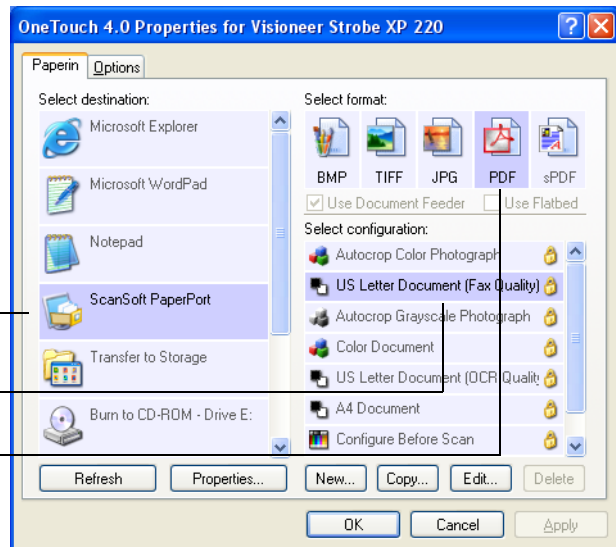 OneTouch 4.0 Properties for Visioneer Strobe XP 220
Paperin Options
Select destination:
Microsoft Explorer
Microsoft WordPad
Notepad
ScanSoft PaperPort
Transfer to Storage
Burn to CD-ROM - Drive E:
Refresh Properties...
Select format:
BMP TIFF JPG PDF sPDF
Use Document Feeder Use Flatbed
Select configuration:
Autocrop Color Photograph
US Letter Document (Fax Quality)
Autocrop Grayscale Photograph
Color Document
US Letter Document (OCR Quality
A4 Document
Configure Before Scan
New... Copy... Edit... Delete
OK Cancel Apply